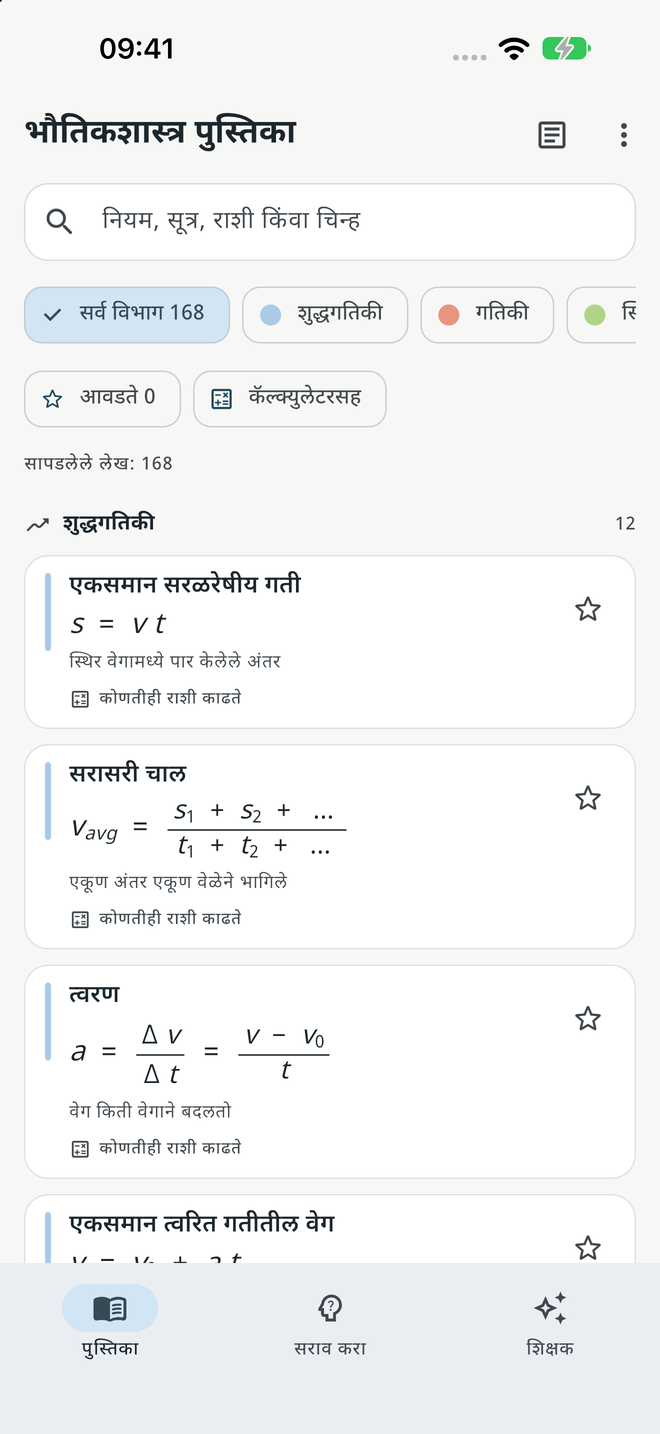 09:41
भौतिकशास्त्र पुस्तिका
नियम, सूत्र, राशी किंवा चिन्ह
सर्व विभाग 168
शुद्धगतिकी
गतिकी
आवडते 0
कॅल्क्युलेटरसह
सापडलेले लेख: 168
शुद्धगतिकी
12
एकसमान सरळरेषीय गती
s = v t
स्थिर वेगामध्ये पार केलेले अंतर
कोणतीही राशी काढते
सरासरी चाल
v_avg = (s₁ + s₂ + ...) / (t₁ + t₂ + ...)
एकूण अंतर एकूण वेळेने भागिले
कोणतीही राशी काढते
त्वरण
a = Δ v / Δ t = (v − v₀) / t
वेग किती वेगाने बदलतो
कोणतीही राशी काढते
एकसमान त्वरित गतीतील वेग
पुस्तिका
सराव करा
शिक्षक